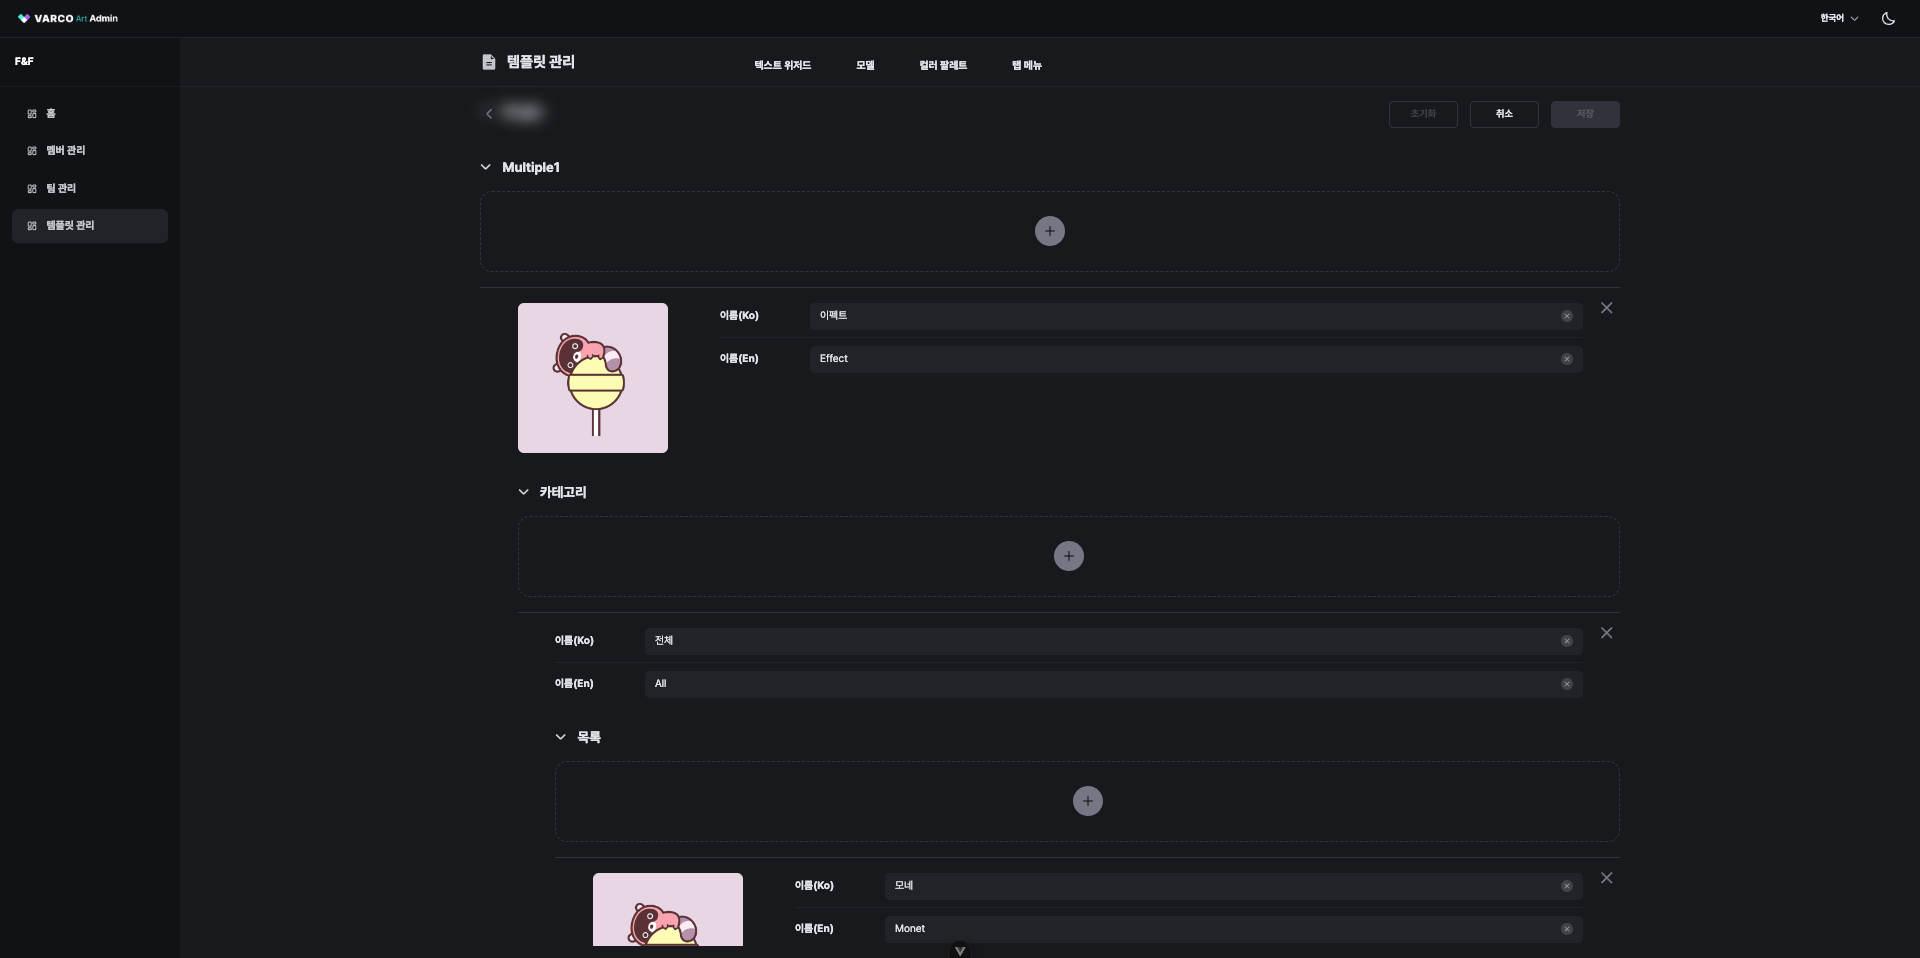 VARCO Art Admin
한국어
F&F
홈
멤버 관리
팀 관리
템플릿 관리
템플릿 관리
텍스트 위저드
모델
컬러 팔레트
탭 메뉴
초기화
취소
저장
Multiple1
이름(Ko)
이펙트
이름(En)
Effect
카테고리
이름(Ko)
전체
이름(En)
All
목록
이름(Ko)
모네
이름(En)
Monet